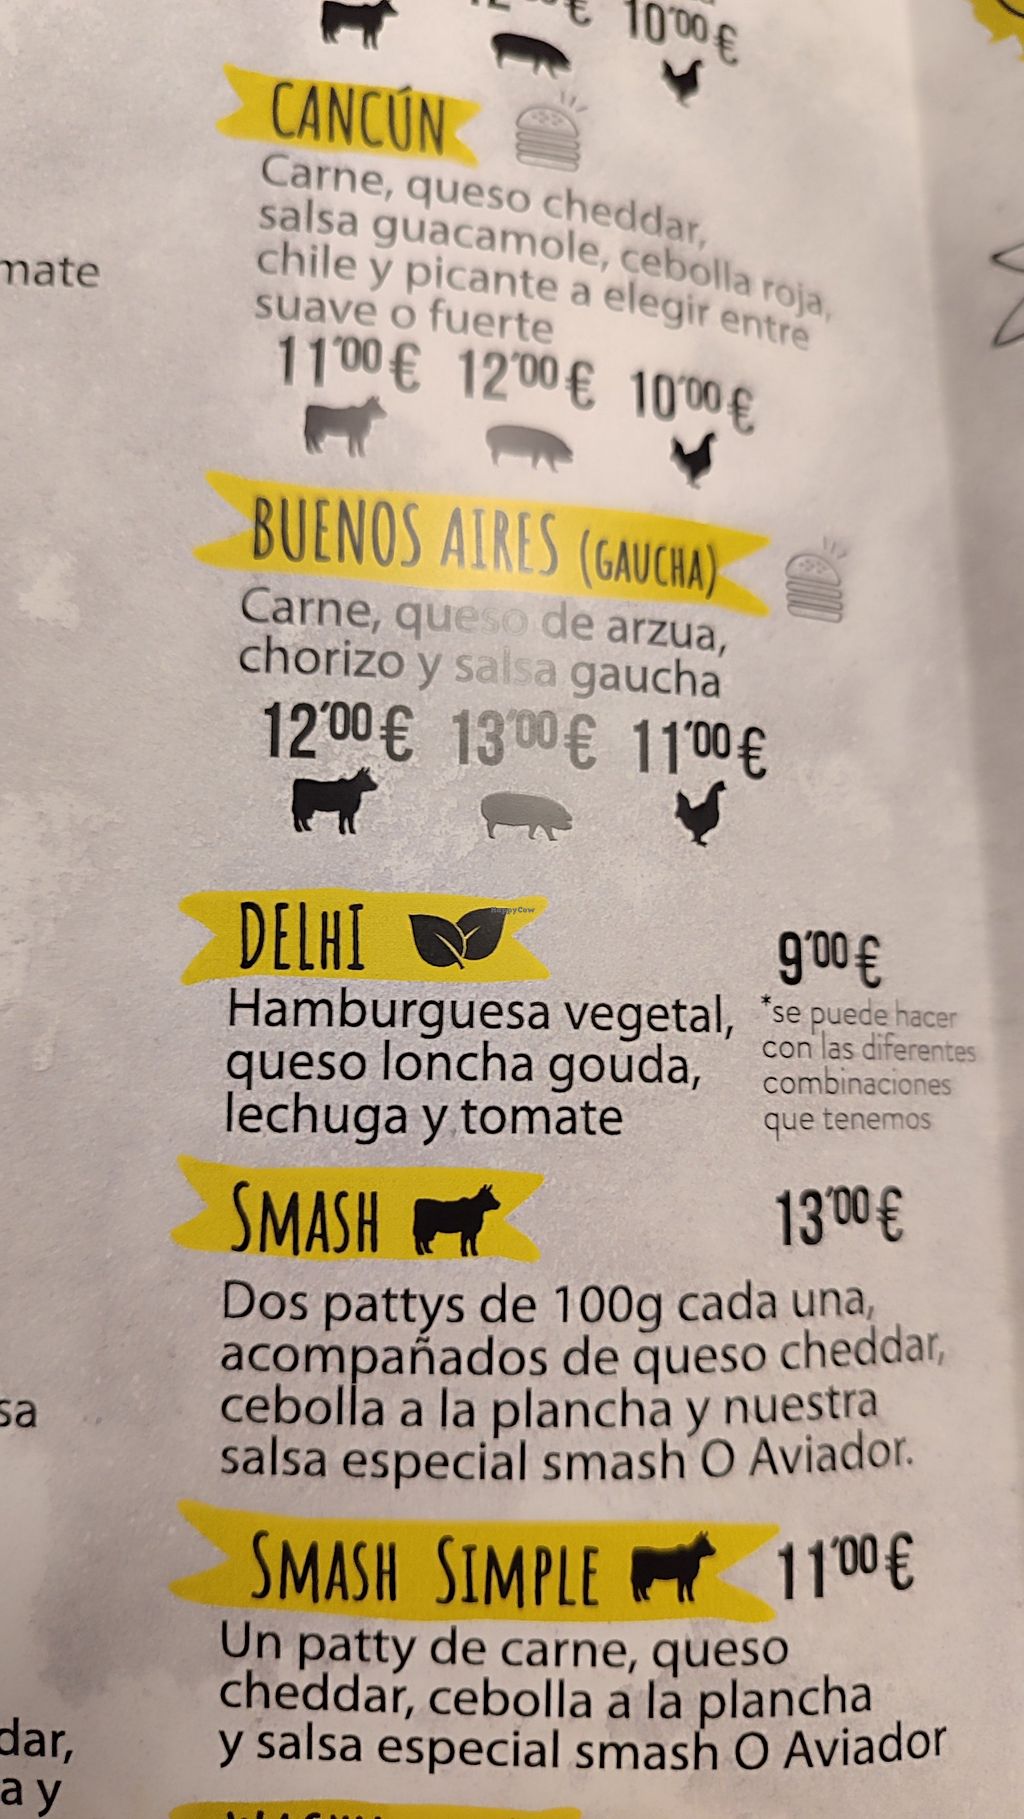 10'00€
CANCÚN
Carne, queso cheddar,
salsa guacamole, cebolla roja,
chile y picante a elegir entre
suave o fuerte
11'00€ 12'00€ 10'00€
BUENOS AIRES (GAUCHA)
Carne, queso de arzua,
chorizo y salsa gaucha
12'00€ 13'00€ 11'00€
DELHI
HappyCow
9'00€
Hamburguesa vegetal,
queso loncha gouda,
lechuga y tomate
*se puede hacer
con las diferentes
combinaciones
que tenemos
SMASH
13'00€
Dos pattys de 100g cada una,
acompañados de queso cheddar,
cebolla a la plancha y nuestra
salsa especial smash O Aviador.
SMASH SIMPLE
11'00€
Un patty de carne, queso
cheddar, cebolla a la plancha
y salsa especial smash O Aviador